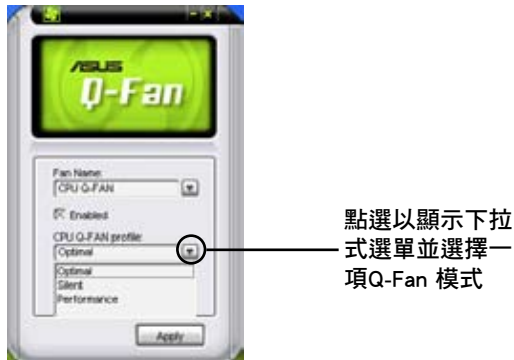 ASUS
Q-Fan
Fan Name:
CPU Q-FAN
Enabled
CPU Q-FAN profile:
Optimal
Optimal
Silent
Performance
Apply
點選以顯示下拉
式選單並選擇一
項Q-Fan 模式